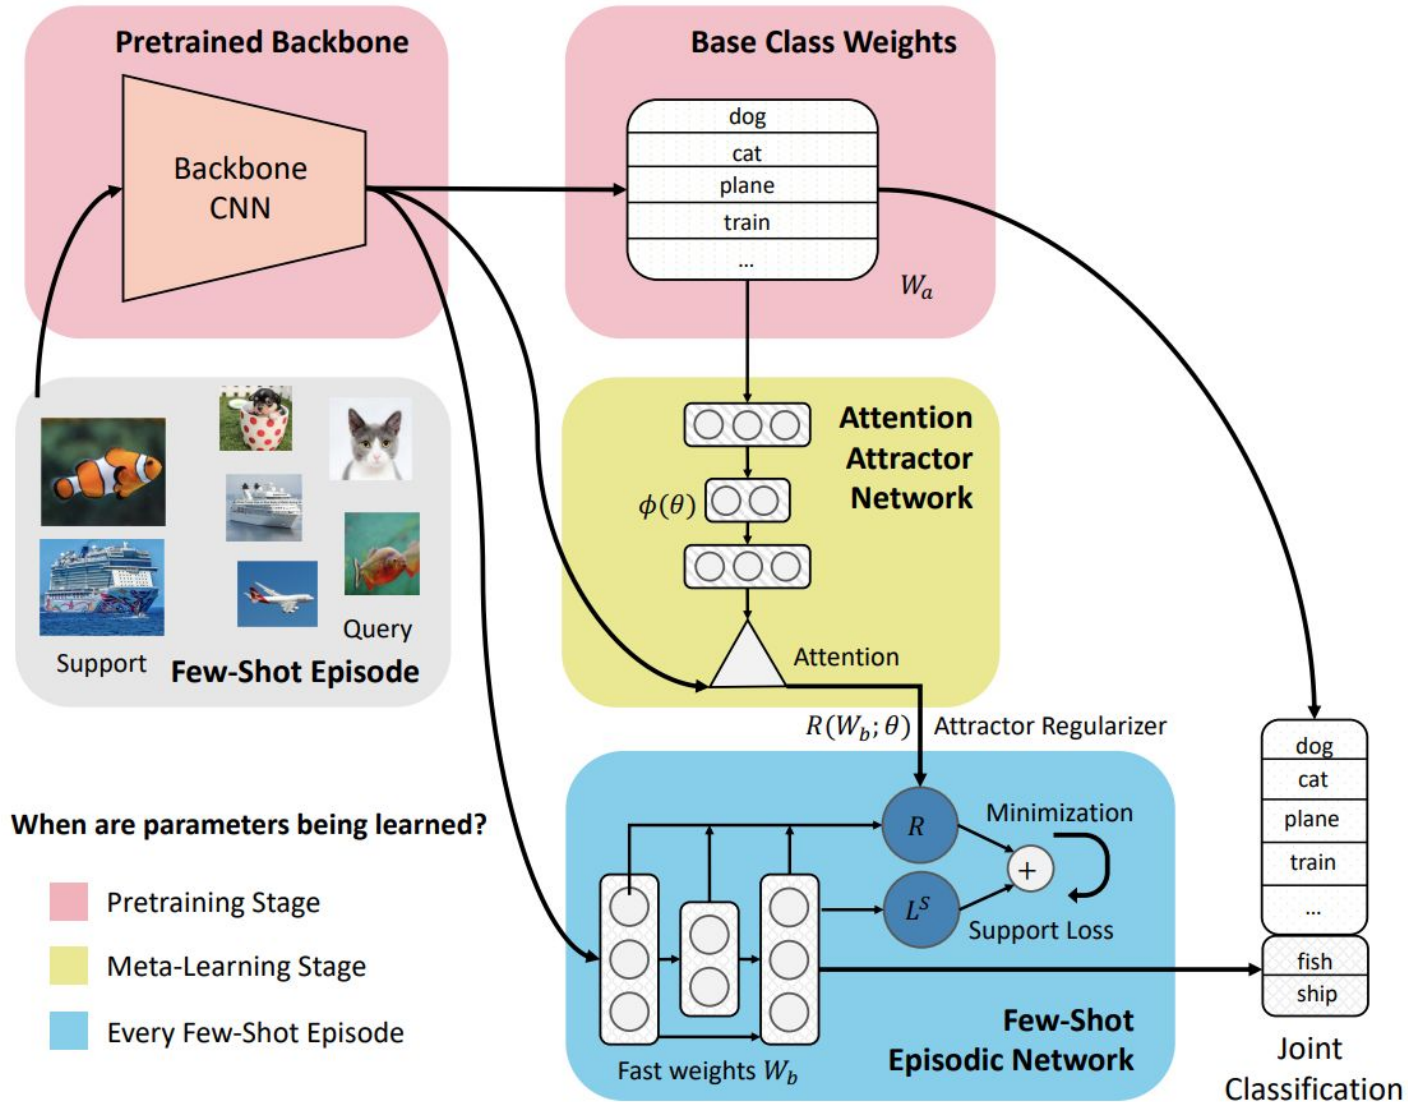 Pretrained Backbone
Backbone
CNN
Base Class Weights
dog
cat
plane
train
...
W_a
Support
Query
Few-Shot Episode
Attention
Attractor
Network
ϕ(θ)
Attention
R(W_b; θ)
Attractor Regularizer
When are parameters being learned?
Pretraining Stage
Meta-Learning Stage
Every Few-Shot Episode
R
Minimization
+
L^S
Support Loss
Fast weights W_b
Few-Shot
Episodic Network
dog
cat
plane
train
...
fish
ship
Joint
Classification